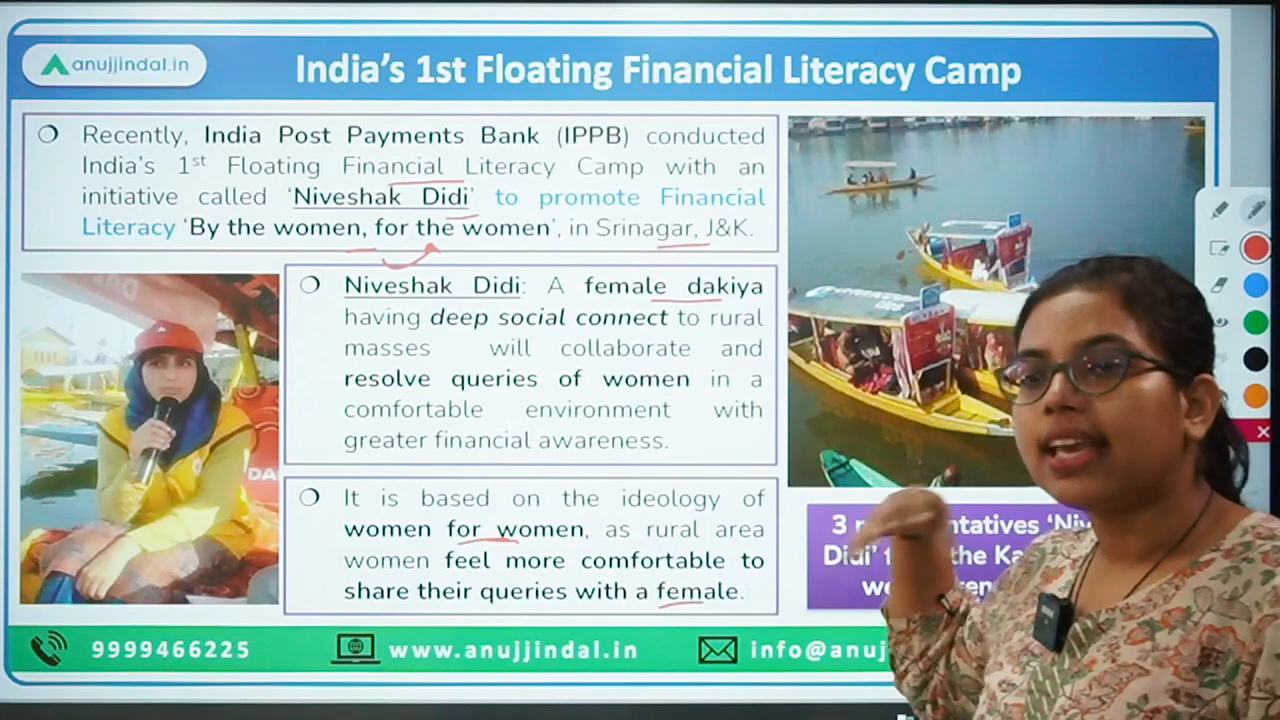 anujjindal.in
India's 1st Floating Financial Literacy Camp
Recently, India Post Payments Bank (IPPB) conducted
India's 1st Floating Financial Literacy Camp with an
initiative called 'Niveshak Didi' to promote Financial
Literacy 'By the women, for the women', in Srinagar, J&K.
Niveshak Didi: A female dakiya
having deep social connect to rural
masses will collaborate and
resolve queries of women in a
comfortable environment with
greater financial awareness.
It is based on the ideology of
women for women, as rural area
women feel more comfortable to
share their queries with a female.
3
Didi' the
9999466225
www.anujjindal.in